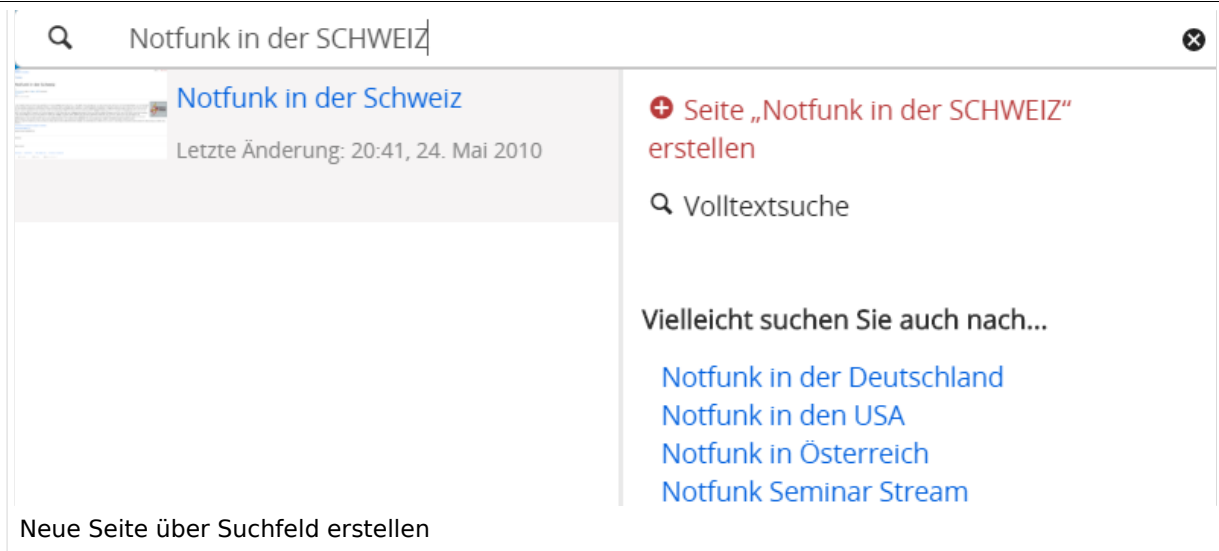 Notfunk in der SCHWEIZ
Notfunk in der Schweiz
Letzte Änderung: 20:41, 24. Mai 2010
Seite „Notfunk in der SCHWEIZ“
erstellen
Volltextsuche
Vielleicht suchen Sie auch nach...
Notfunk in der Deutschland
Notfunk in den USA
Notfunk in Österreich
Notfunk Seminar Stream
Neue Seite über Suchfeld erstellen